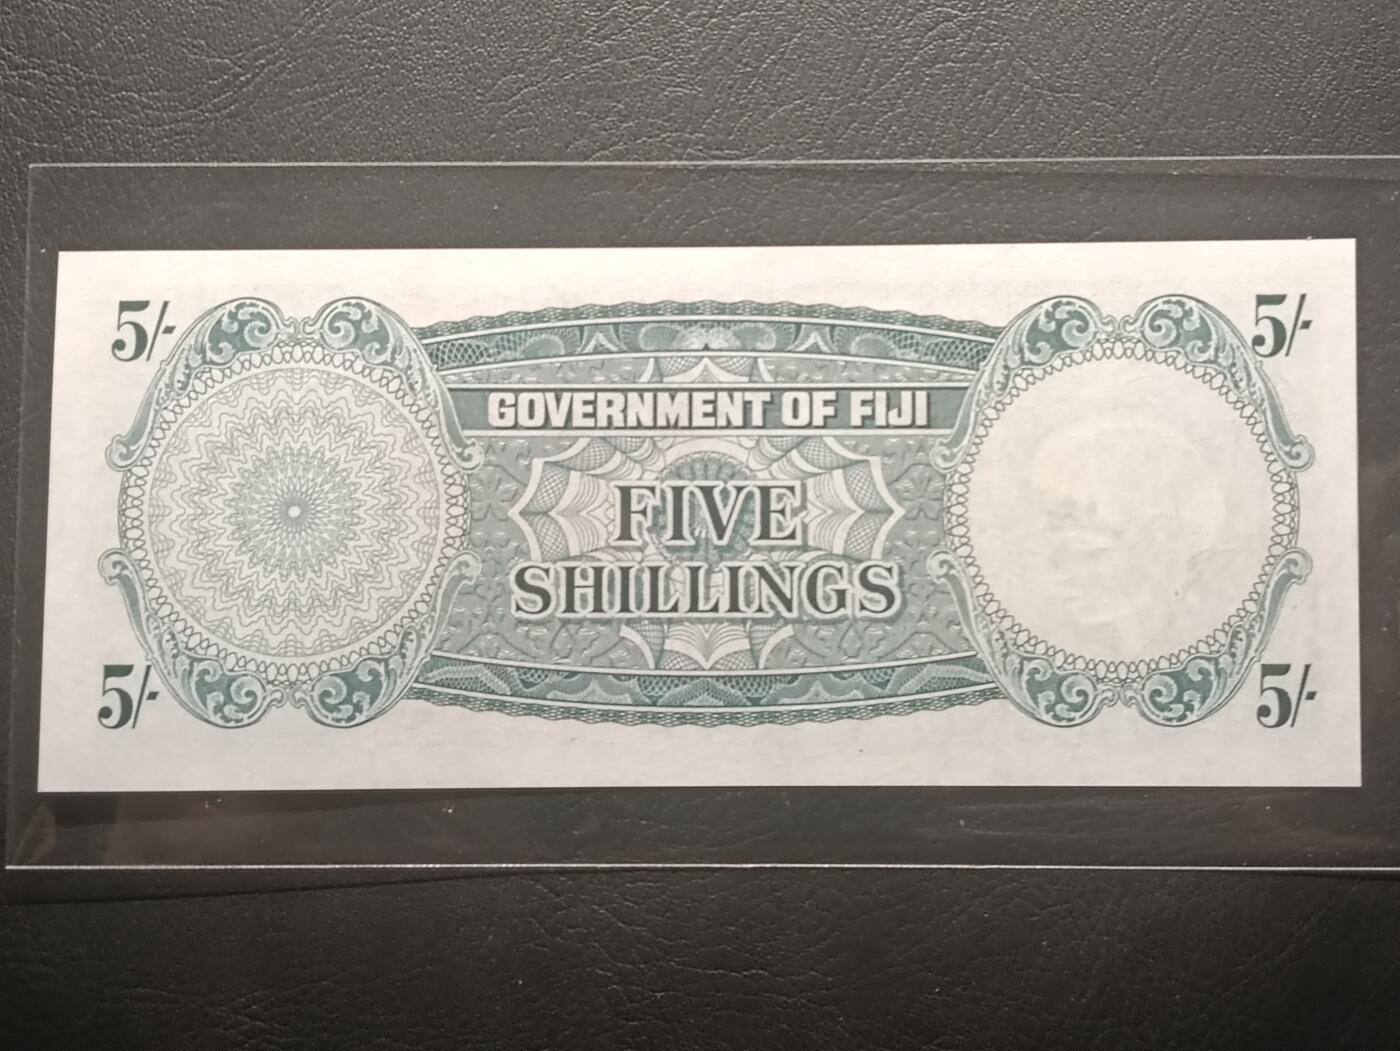 5/-
5/-
GOVERNMENT OF FIJI
FIVE
SHILLINGS
5/-
5/-